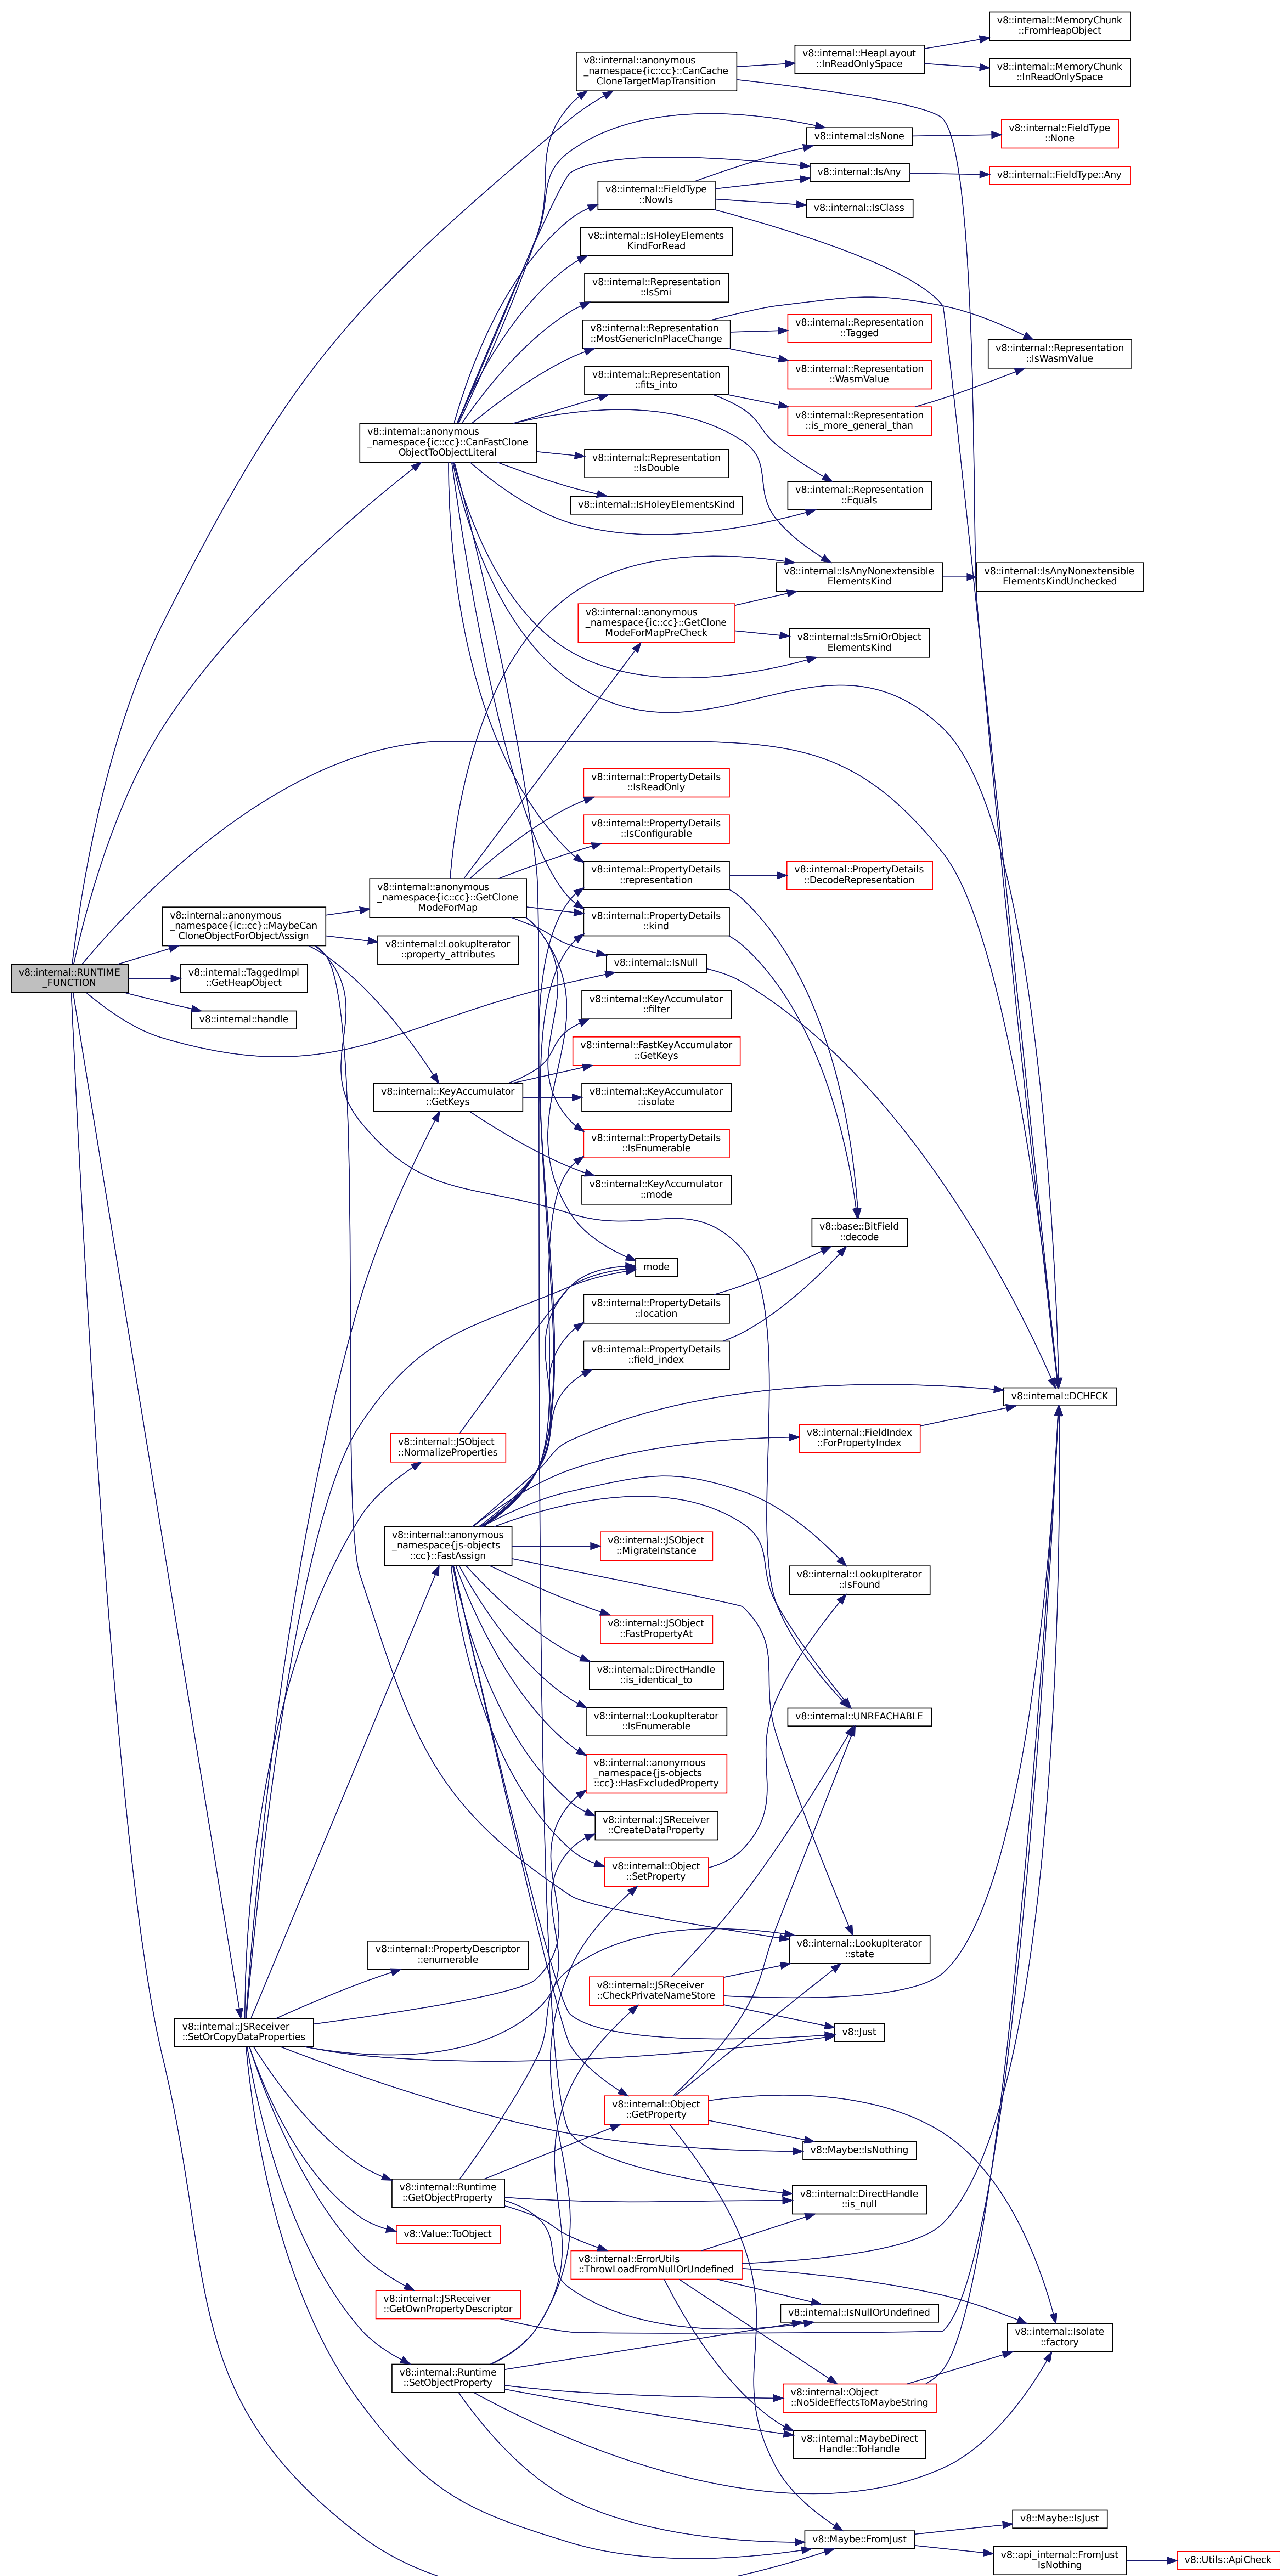 v8::internal::MemoryChunk
::FromHeapObject
v8::internal::HeapLayout
::InReadOnlySpace
v8::internal::anonymous
_namespace{ic::cc}::CanCache
CloneTargetMapTransition
v8::internal::MemoryChunk
::InReadOnlySpace
v8::internal::IsNone
v8::internal::FieldType
::None
v8::internal::IsAny
v8::internal::FieldType::Any
v8::internal::FieldType
::NowIs
v8::internal::IsClass
v8::internal::IsHoleyElements
KindForRead
v8::internal::Representation
::IsSmi
v8::internal::Representation
::MostGenericInPlaceChange
v8::internal::Representation
::Tagged
v8::internal::Representation
::IsWasmValue
v8::internal::Representation
::WasmValue
v8::internal::Representation
::fits_into
v8::internal::Representation
::is_more_general_than
v8::internal::anonymous
_namespace{ic::cc}::CanFastClone
ObjectToObjectLiteral
v8::internal::Representation
::IsDouble
v8::internal::Representation
::Equals
v8::internal::IsHoleyElementsKind
v8::internal::IsAnyNonextensible
ElementsKind
v8::internal::IsAnyNonextensible
ElementsKindUnchecked
v8::internal::anonymous
_namespace{ic::cc}::GetClone
ModeForMapPreCheck
v8::internal::IsSmiOrObject
ElementsKind
v8::internal::PropertyDetails
::IsReadOnly
v8::internal::PropertyDetails
::IsConfigurable
v8::internal::PropertyDetails
::representation
v8::internal::PropertyDetails
::DecodeRepresentation
v8::internal::anonymous
_namespace{ic::cc}::GetClone
ModeForMap
v8::internal::PropertyDetails
::kind
v8::internal::anonymous
_namespace{ic::cc}::MaybeCan
CloneObjectForObjectAssign
v8::internal::LookupIterator
::property_attributes
v8::internal::IsNull
v8::internal::RUNTIME
_FUNCTION
v8::internal::TaggedImpl
::GetHeapObject
v8::internal::handle
v8::internal::KeyAccumulator
::filter
v8::internal::FastKeyAccumulator
::GetKeys
v8::internal::KeyAccumulator
::GetKeys
v8::internal::KeyAccumulator
::isolate
v8::internal::PropertyDetails
::IsEnumerable
v8::internal::KeyAccumulator
::mode
v8::base::BitField
::decode
mode
v8::internal::PropertyDetails
::location
v8::internal::PropertyDetails
::field_index
v8::internal::DCHECK
v8::internal::JSObject
::NormalizeProperties
v8::internal::FieldIndex
::ForPropertyIndex
v8::internal::anonymous
_namespace{js-objects
::cc}::FastAssign
v8::internal::JSObject
::MigrateInstance
v8::internal::LookupIterator
::IsFound
v8::internal::JSObject
::FastPropertyAt
v8::internal::DirectHandle
::is_identical_to
v8::internal::LookupIterator
::IsEnumerable
v8::internal::UNREACHABLE
v8::internal::anonymous
_namespace{js-objects
::cc}::HasExcludedProperty
v8::internal::JSReceiver
::CreateDataProperty
v8::internal::Object
::SetProperty
v8::internal::PropertyDescriptor
::enumerable
v8::internal::LookupIterator
::state
v8::internal::JSReceiver
::CheckPrivateNameStore
v8::internal::JSReceiver
::SetOrCopyDataProperties
v8::Just
v8::internal::Object
::GetProperty
v8::Maybe::IsNothing
v8::internal::Runtime
::GetObjectProperty
v8::internal::DirectHandle
::is_null
v8::Value::ToObject
v8::internal::ErrorUtils
::ThrowLoadFromNullOrUndefined
v8::internal::JSReceiver
::GetOwnPropertyDescriptor
v8::internal::IsNullOrUndefined
v8::internal::Isolate
::factory
v8::internal::Runtime
::SetObjectProperty
v8::internal::Object
::NoSideEffectsToMaybeString
v8::internal::MaybeDirect
Handle::ToHandle
v8::Maybe::IsJust
v8::Maybe::FromJust
v8::api_internal::FromJust
IsNothing
v8::Utils::ApiCheck